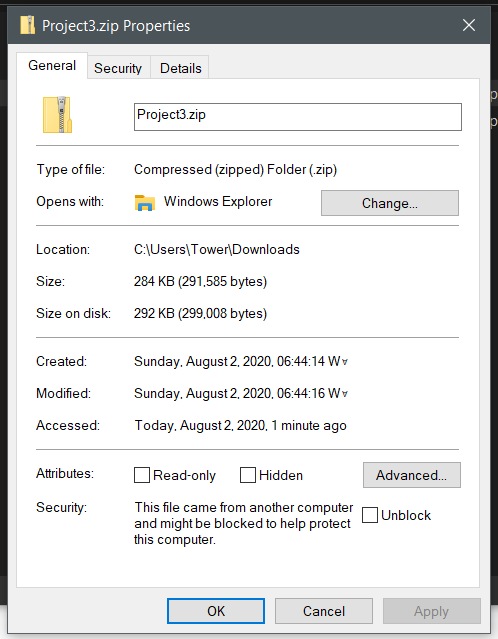 Project3.zip Properties
General
Security
Details
Project3.zip
Type of file: Compressed (zipped) Folder (.zip)
Opens with: Windows Explorer Change...
Location: C:\Users\Tower\Downloads
Size: 284 KB (291,585 bytes)
Size on disk: 292 KB (299,008 bytes)
Created: Sunday, August 2, 2020, 06:44:14 W∀
Modified: Sunday, August 2, 2020, 06:44:16 W∀
Accessed: Today, August 2, 2020, 1 minute ago
Attributes: Read-only Hidden Advanced...
Security: This file came from another computer
and might be blocked to help protect
this computer.
Unblock
OK Cancel Apply